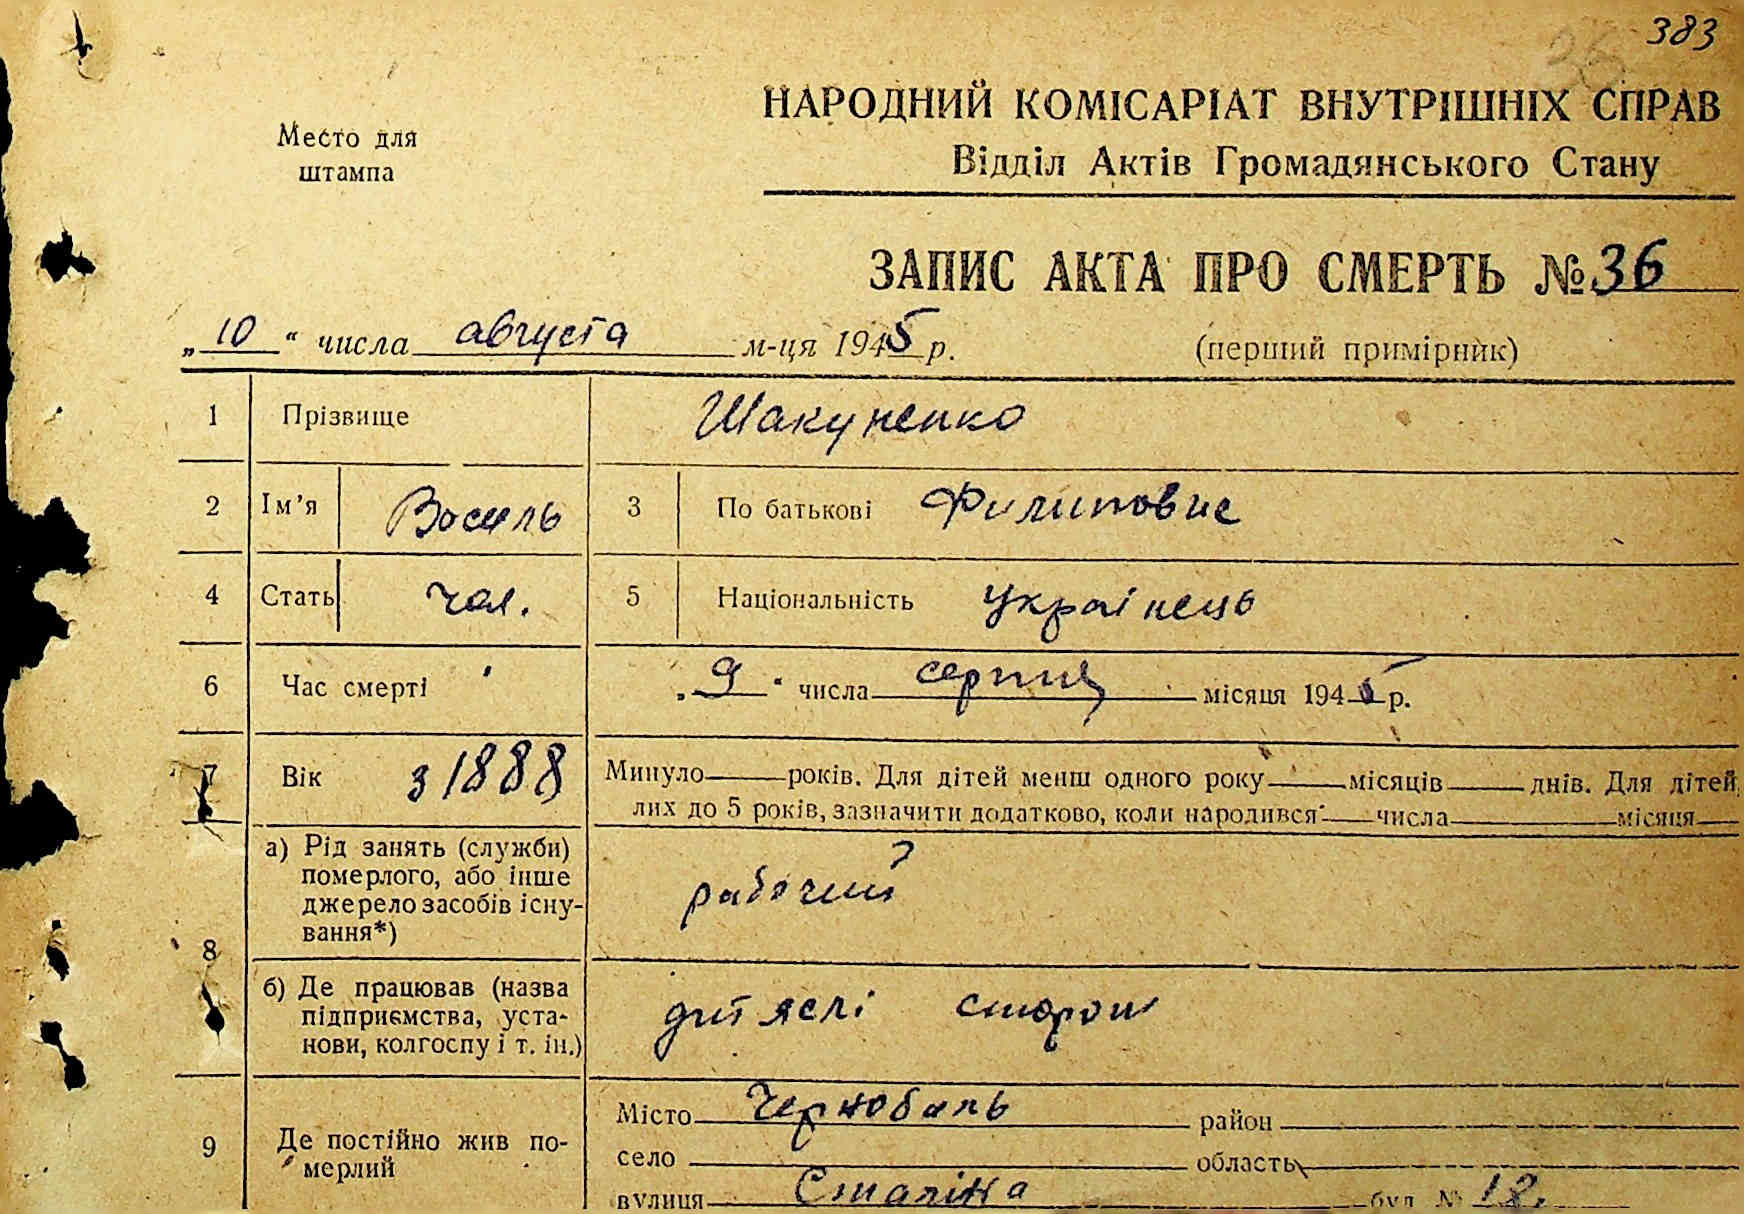 383
Место для
штампа
НАРОДНИЙ КОМІСАРІАТ ВНУТРІШНІХ СПРАВ
Відділ Актів Громадянського Стану
ЗАПИС АКТА ПРО СМЕРТЬ № 36
„ 10 “ числа августа м-ця 1945 р. (перший примірник)
1 Прізвище Шакуненко
2 Ім’я Восиль 3 По батькові Филипович
4 Стать чол. 5 Національність українець
6 Час смерті „ 9 “ числа серпня місяця 1945 р.
7 Вік з 1888 Минуло років. Для дітей менш одного року місяців днів. Для дітей
лих до 5 років, зазначити додатково, коли народився числа місяця
8 а) Рід занять (служби)
померлого, або інше
джерело засобів існу-
вання*) рабочий
б) Де працював (назва
підприємства, уста-
нови, колгоспу і т. ін.) дит яслі сторож
9 Де постійно жив по-
мерлий
Місто Чернобиль район
село область
вулиця Сталіна буд № 12.